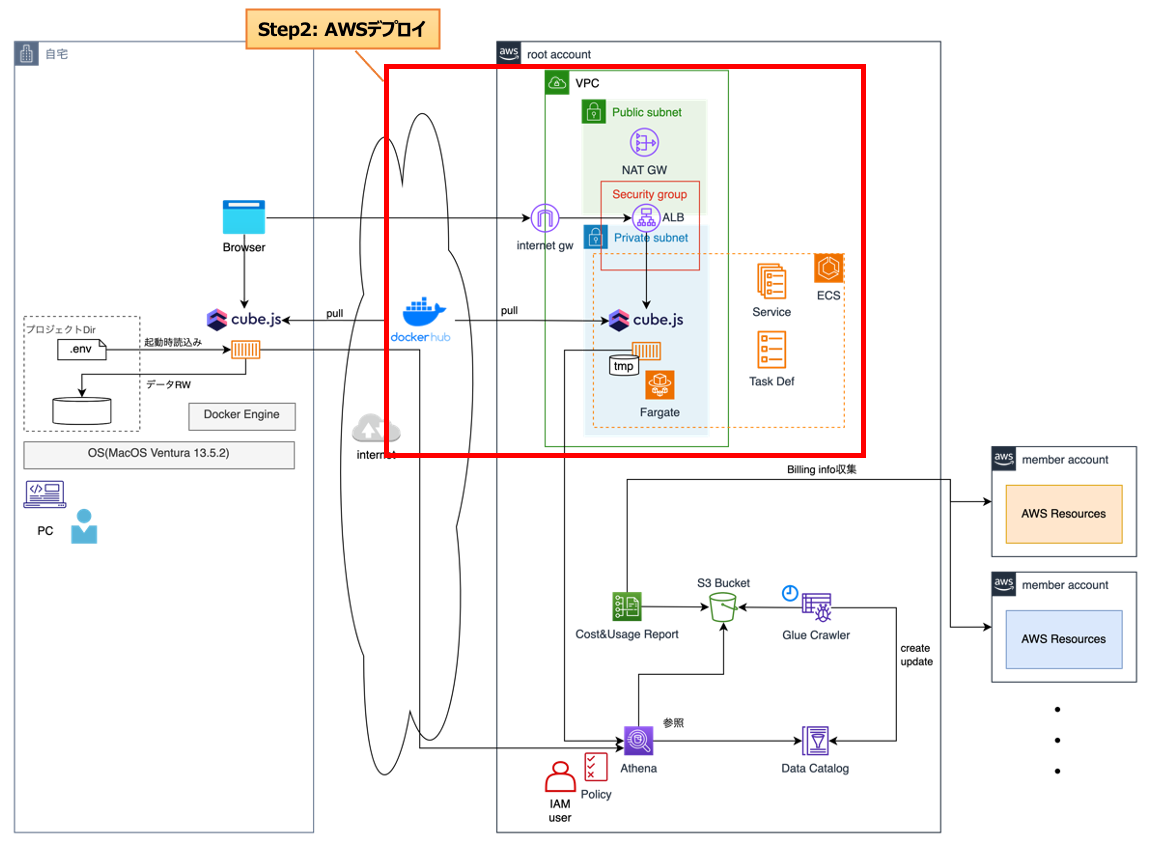 Step2: AWSデプロイ
自宅
aws
root account
VPC
Public subnet
NAT GW
Security group
ALB
Private subnet
internet gw
Browser
ECS
Service
Task Def
cube.js
pull
dockerhub
pull
cube.js
プロジェクトDir
.env
起動時読込み
データRW
tmp
Fargate
Docker Engine
OS(MacOS Ventura 13.5.2)
internet
PC
Billing info収集
aws
member account
AWS Resources
aws
member account
AWS Resources
S3 Bucket
Cost&Usage Report
Glue Crawler
create
update
参照
Athena
Data Catalog
Policy
IAM
user